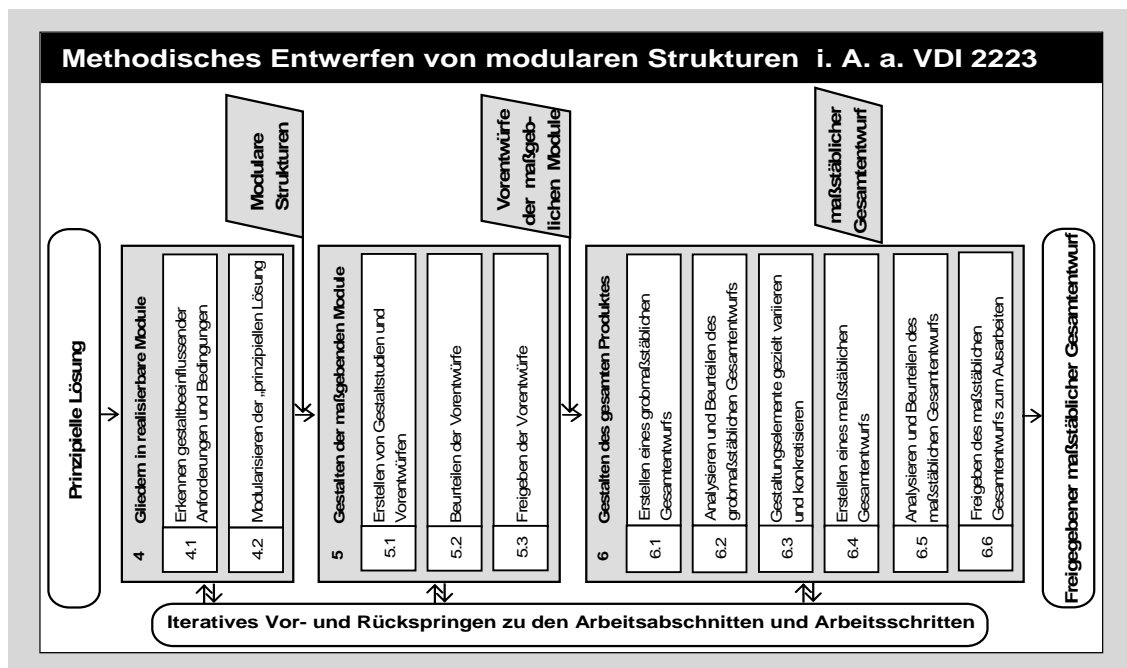 Methodisches Entwerfen von modularen Strukturen i. A. a. VDI 2223
Prinzipielle Lösung
4 Gliedern in realisierbare Module
4.1 Erkennen gestaltbeeinflussender
Anforderungen und Bedingungen
4.2 Modularisieren der „prinzipiellen Lösung
Modulare
Strukturen
5 Gestalten der maßgebenden Module
5.1 Erstellen von Gestaltstudien und
Vorentwürfen
5.2 Beurteilen der Vorentwürfe
5.3 Freigeben der Vorentwürfe
Vorentwürfe
der maßgeb-
lichen Module
6 Gestalten des gesamten Produktes
6.1 Erstellen eines grobmaßstäblichen
Gesamtentwurfs
6.2 Analysieren und Beurteilen des
grobmaßstäblichen Gesamtentwurfs
6.3 Gestaltungselemente gezielt variieren
und konkretisieren
6.4 Erstellen eines maßstäblichen
Gesamtentwurfs
6.5 Analysieren und Beurteilen des
maßstäblichen Gesamtentwurfs
6.6 Freigeben des maßstäblichen
Gesamtentwurfs zum Ausarbeiten
maßstäblicher
Gesamtentwurf
Freigegebener maßstäblicher Gesamtentwurf
Iteratives Vor- und Rückspringen zu den Arbeitsabschnitten und Arbeitsschritten